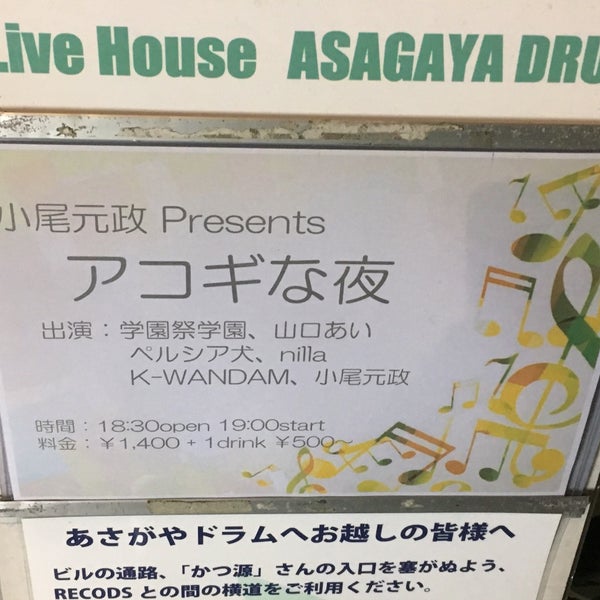 Live House ASAGAYA DRU
小尾元政 Presents
アコギな夜
出演：学園祭学園、山口あい
ペルシア犬、nilla
K-WANDAM、小尾元政
時間：18:30open 19:00start
料金：¥1,400 + 1drink ¥500~
あさがやドラムへお越しの皆様へ
ビルの通路、「かつ源」さんの入口を塞がぬよう、
RECODS との間の横道をご利用ください。